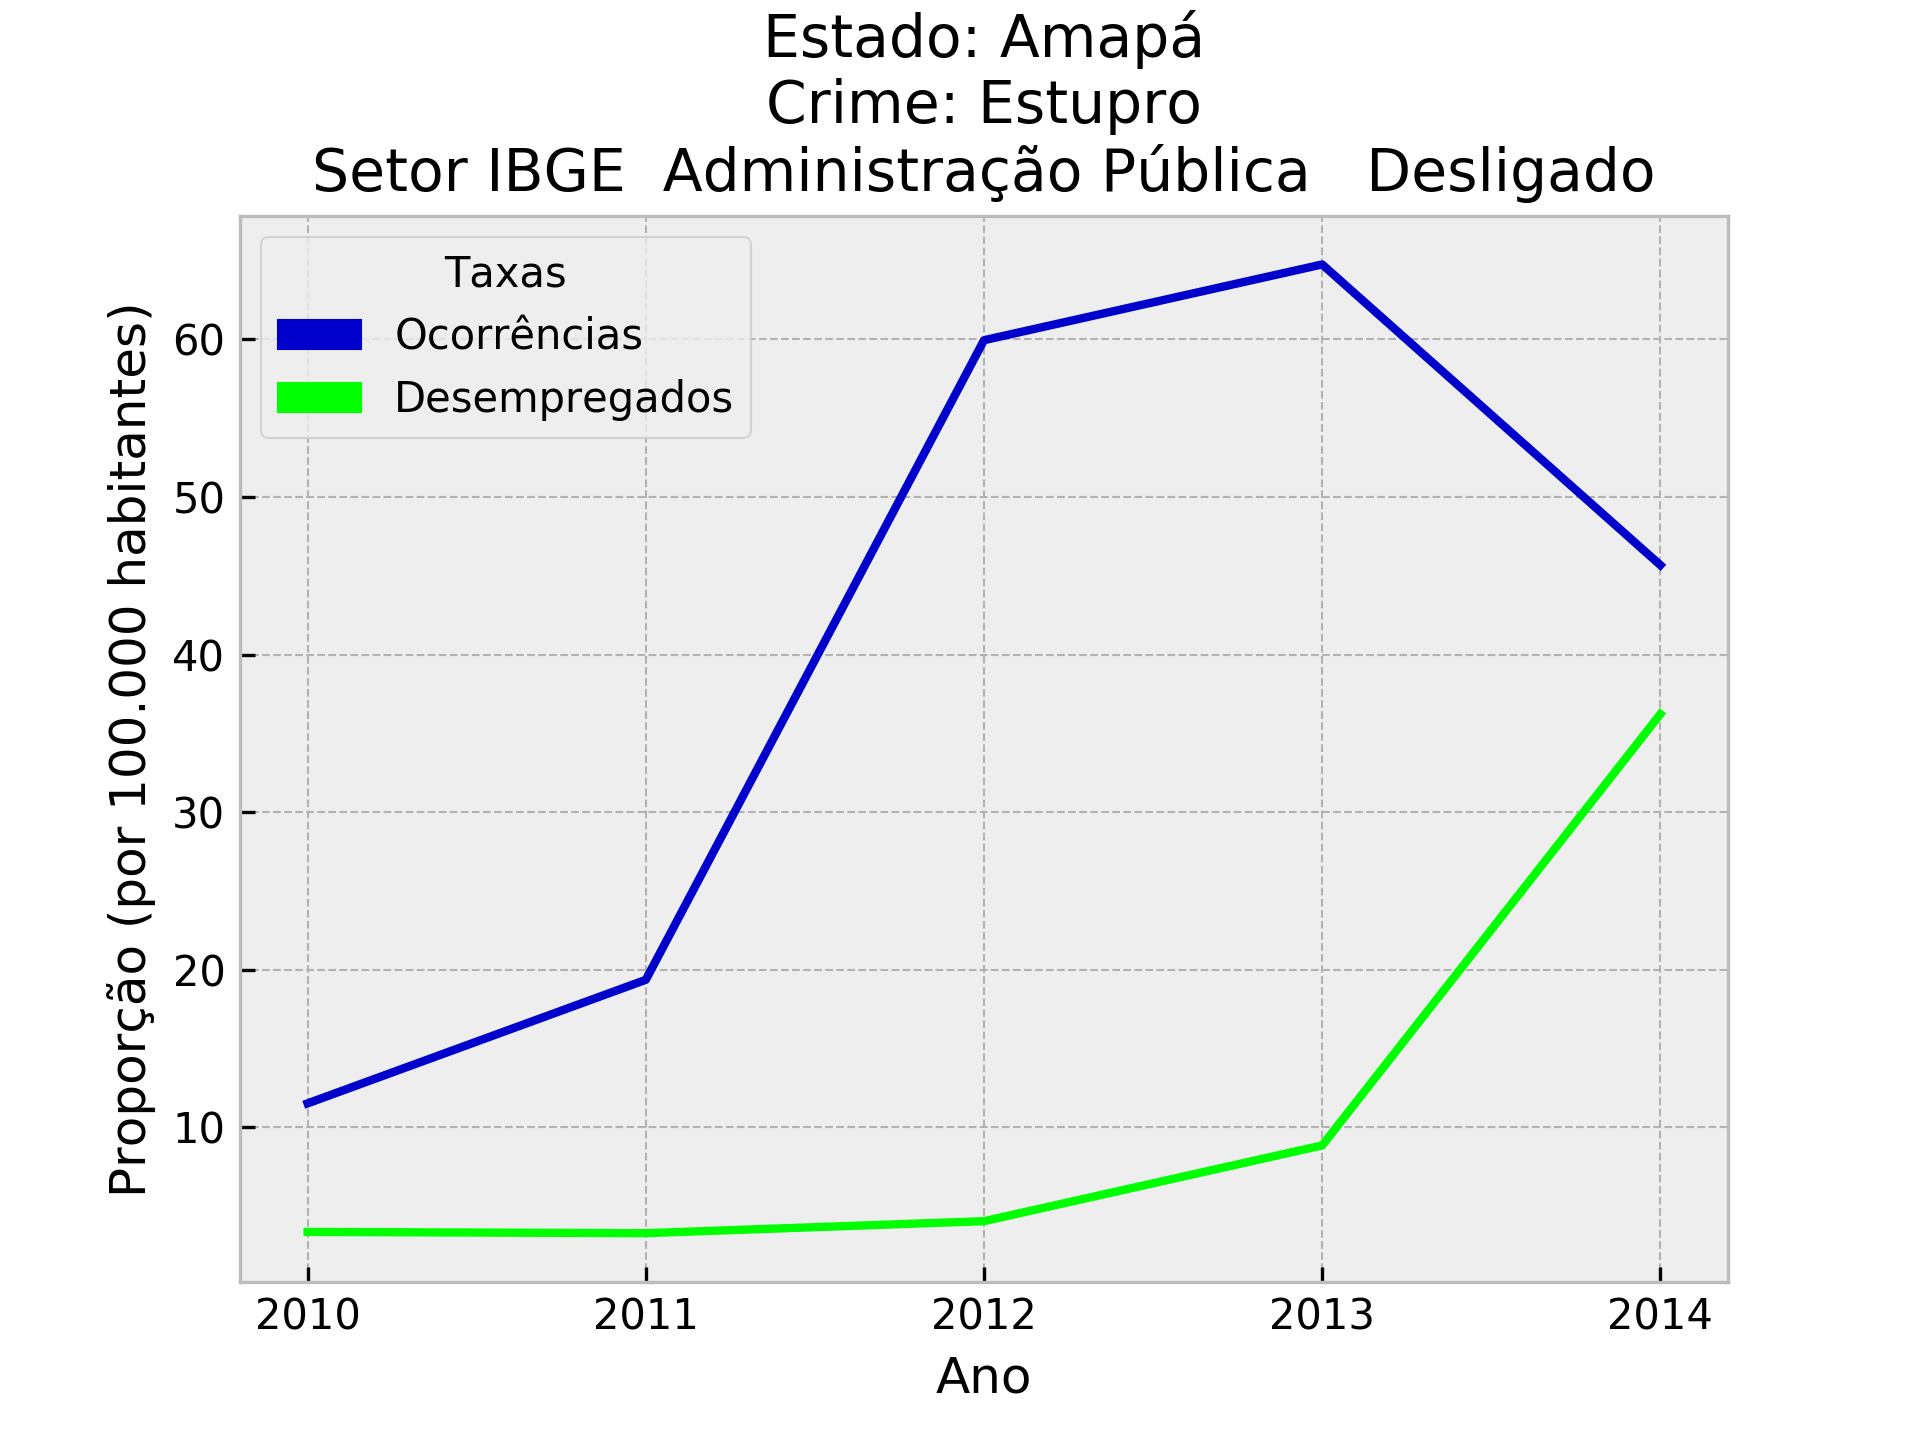 Estado: Amapá
Crime: Estupro
Setor IBGE  Administração Pública   Desligado
Taxas
Ocorrências
Desempregados
Proporção (por 100.000 habitantes)
60
50
40
30
20
10
2010 2011 2012 2013 2014
Ano